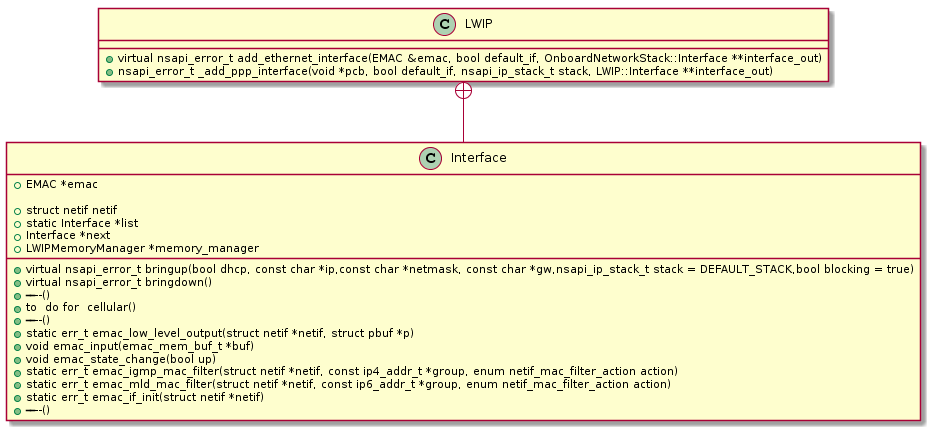 C LWIP
virtual nsapi_error_t add_ethernet_interface(EMAC &emac, bool default_if, OnboardNetworkStack::Interface **interface_out)
nsapi_error_t _add_ppp_interface(void *pcb, bool default_if, nsapi_ip_stack_t stack, LWIP::Interface **interface_out)
C Interface
EMAC *emac
struct netif netif
static Interface *list
Interface *next
LWIPMemoryManager *memory_manager
virtual nsapi_error_t bringup(bool dhcp, const char *ip,const char *netmask, const char *gw,nsapi_ip_stack_t stack = DEFAULT_STACK,bool blocking = true)
virtual nsapi_error_t bringdown()
—-()
to do for cellular()
—-()
static err_t emac_low_level_output(struct netif *netif, struct pbuf *p)
void emac_input(emac_mem_buf_t *buf)
void emac_state_change(bool up)
static err_t emac_igmp_mac_filter(struct netif *netif, const ip4_addr_t *group, enum netif_mac_filter_action action)
static err_t emac_mld_mac_filter(struct netif *netif, const ip6_addr_t *group, enum netif_mac_filter_action action)
static err_t emac_if_init(struct netif *netif)
—-()